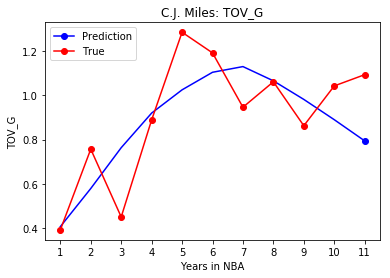 C.J. Miles: TOV_G
Prediction
True
TOV_G
1.2
1.0
0.8
0.6
0.4
1 2 3 4 5 6 7 8 9 10 11
Years in NBA